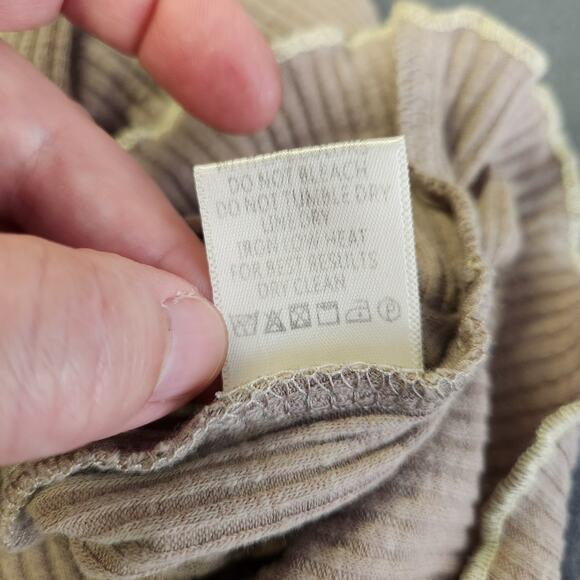 DO NOT BLEACH
DO NOT TUMBLE DRY
LINE DRY
IRON LOW HEAT
FOR BEST RESULTS
DRY CLEAN
P